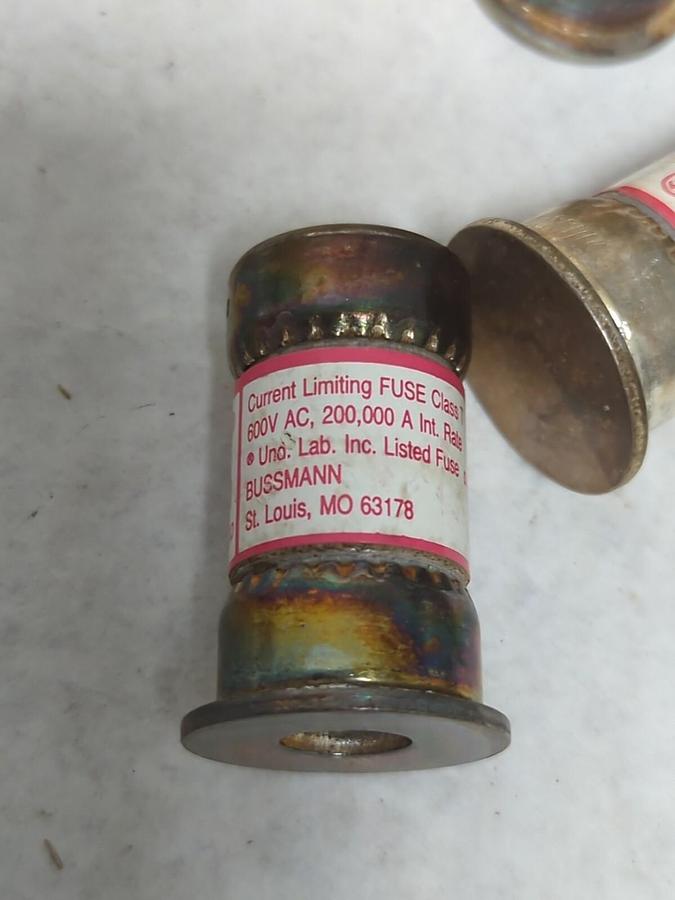 Current Limiting FUSE Class T
600V AC, 200,000 A Int. Rate
® Und. Lab. Inc. Listed Fuse
BUSSMANN
St. Louis, MO 63178